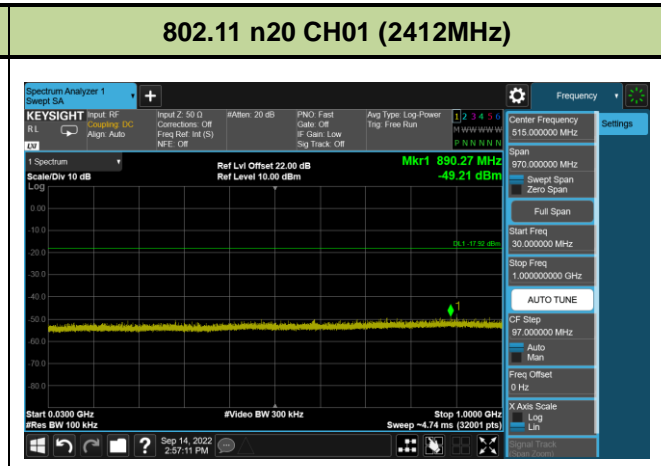 802.11 n20 CH01 (2412MHz)
Spectrum Analyzer 1
Swept SA
Frequency
KEYSIGHT
Input: RF
Input Z: 50 Ω
#Atten: 20 dB
PNO: Fast
Avg Type: Log-Power
1 2 3 4 5 6
R L
Coupling: DC
Corrections: Off
Gate: Off
Trig: Free Run
M W W W W W
Align: Auto
Freq Ref: Int (S)
IF Gain: Low
P N N N N N
LXI
NFE: Off
Sig Track: Off
1 Spectrum
Ref Lvl Offset 22.00 dB
Mkr1 890.27 MHz
Scale/Div 10 dB
Ref Level 10.00 dBm
-49.21 dBm
Log
0.00
-10.0
DL1 -17.92 dBm
-20.0
-30.0
-40.0
1
-50.0
-60.0
-70.0
-80.0
Start 0.0300 GHz
#Video BW 300 kHz
Stop 1.0000 GHz
#Res BW 100 kHz
Sweep ~4.74 ms (32001 pts)
Center Frequency
515.000000 MHz
Settings
Span
970.000000 MHz
Swept Span
Zero Span
Full Span
Start Freq
30.000000 MHz
Stop Freq
1.000000000 GHz
AUTO TUNE
CF Step
97.000000 MHz
Auto
Man
Freq Offset
0 Hz
X Axis Scale
Log
Lin
Signal Track
(Span Zoom)
?
Sep 14, 2022
2:57:11 PM